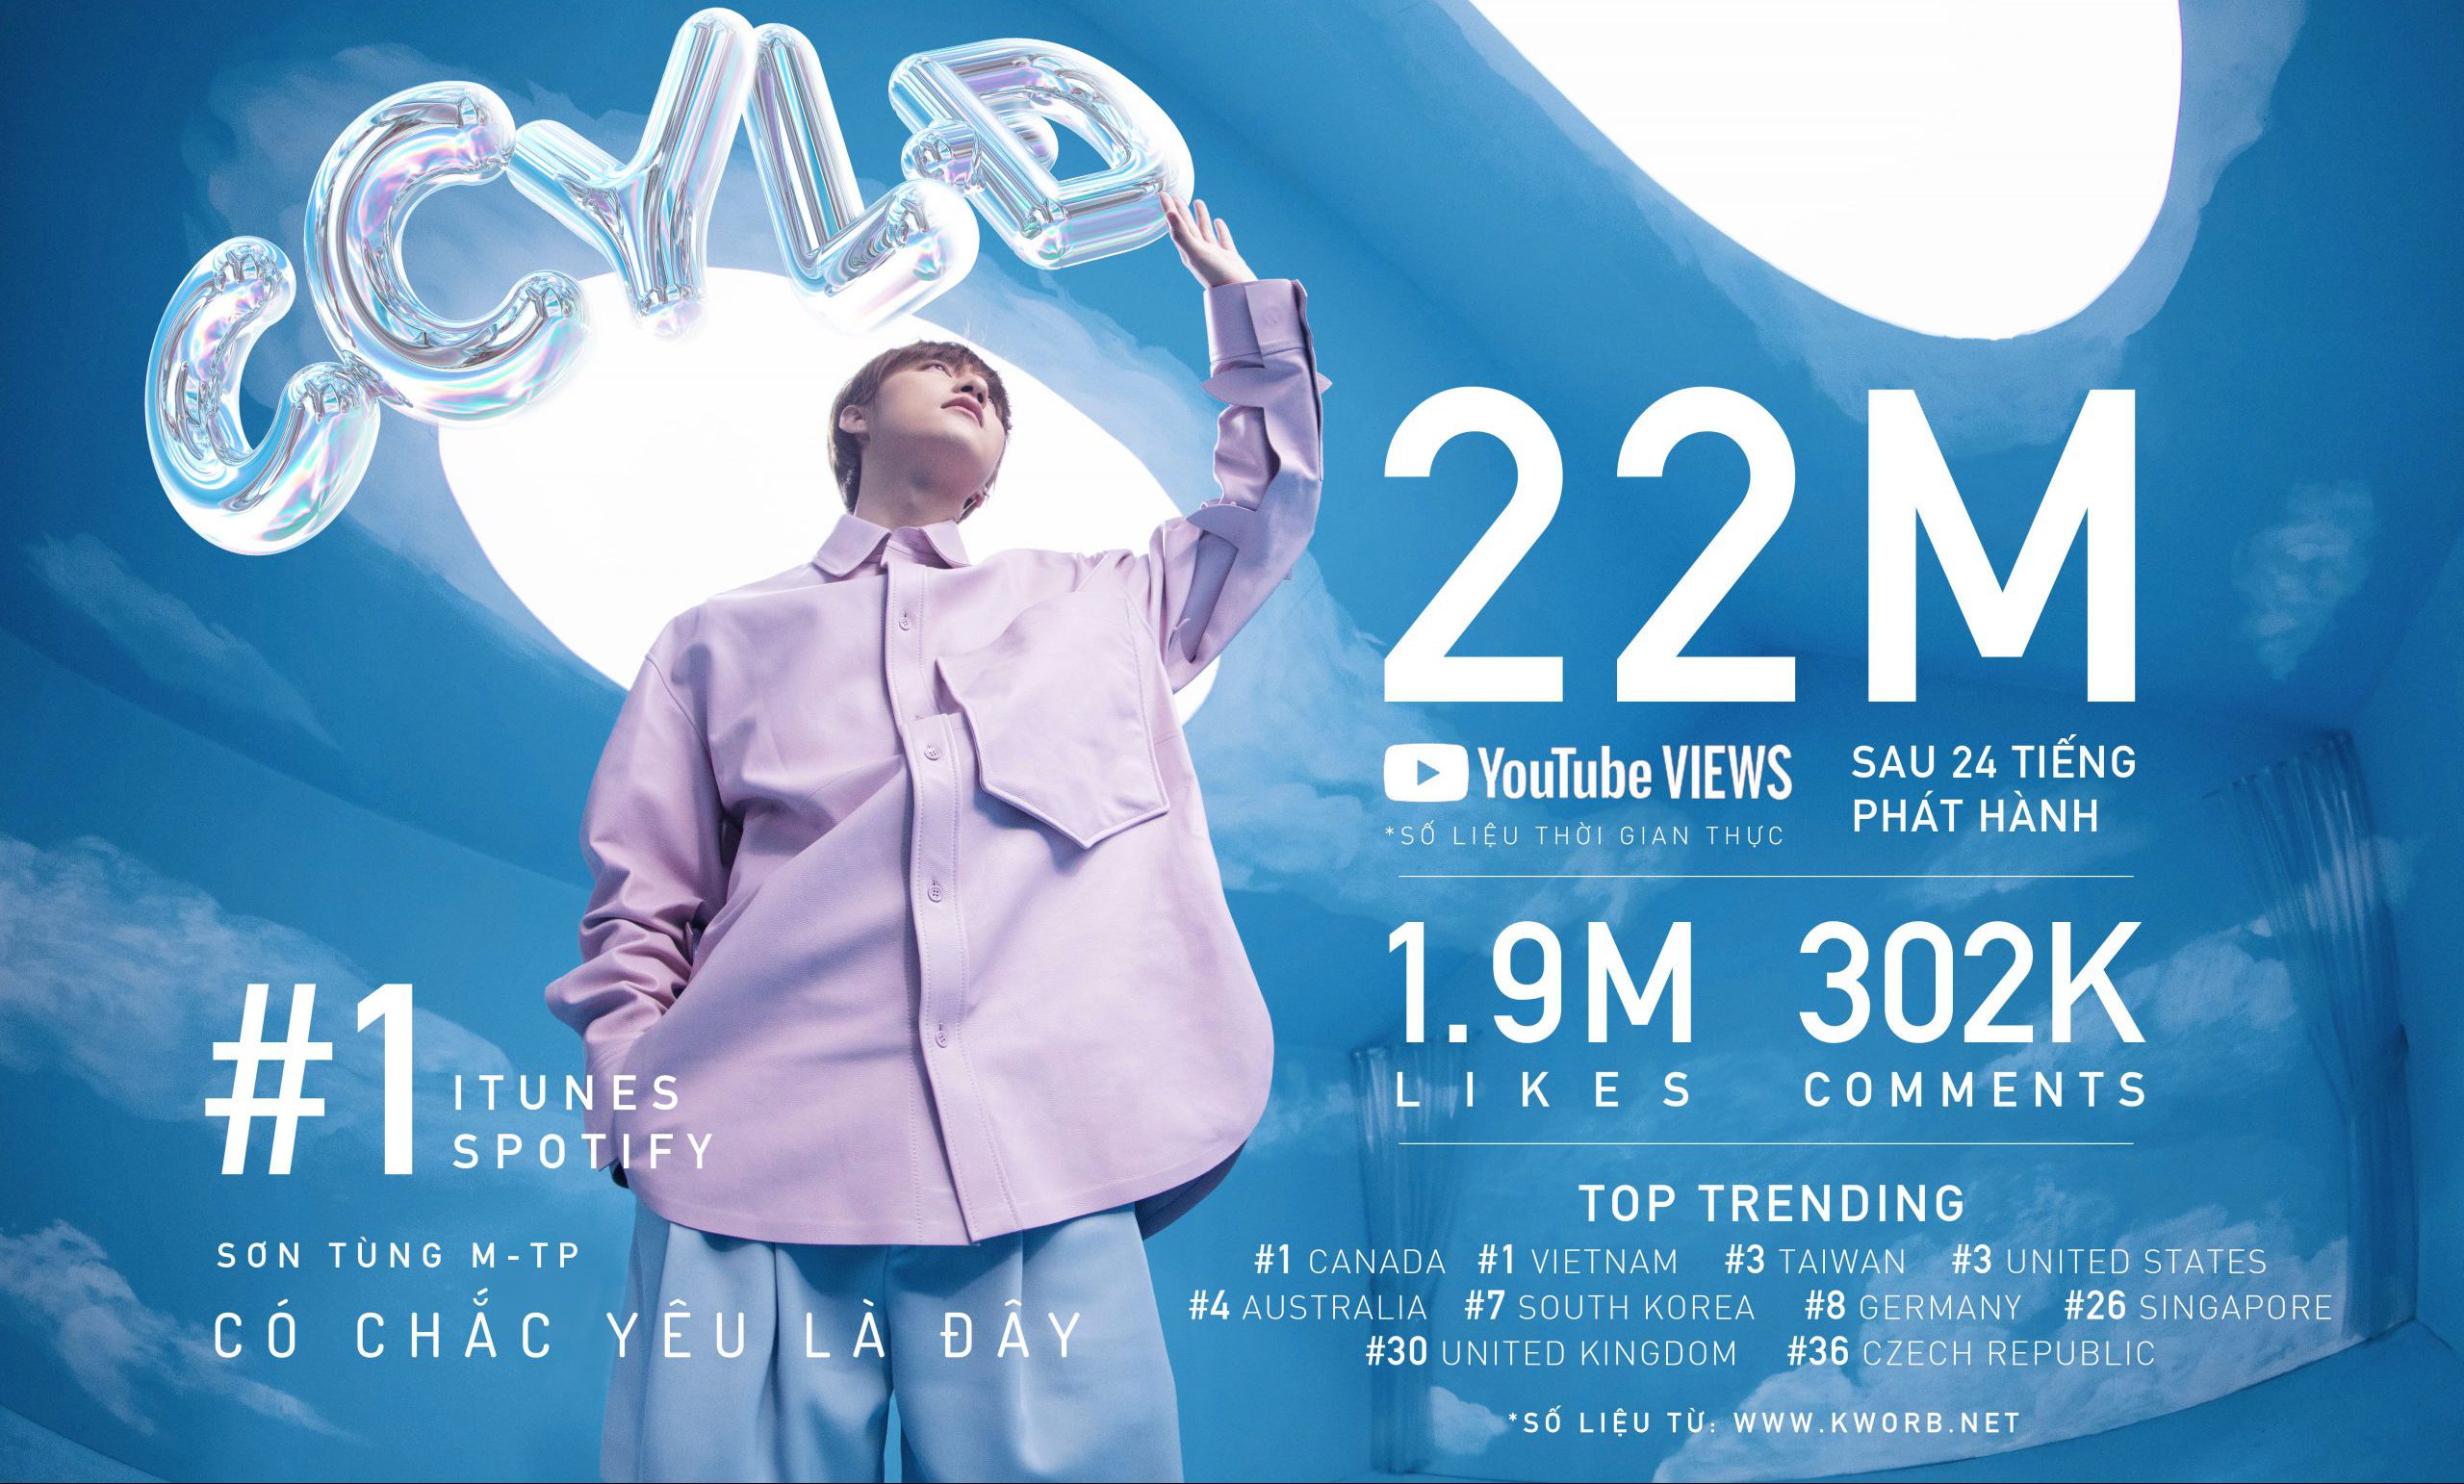 CCYLD
22M
YouTube VIEWS
*SỐ LIỆU THỜI GIAN THỰC
SAU 24 TIẾNG
PHÁT HÀNH
1.9M
LIKES
302K
COMMENTS
#1
ITUNES
SPOTIFY
SƠN TÙNG M-TP
CÓ CHẮC YÊU LÀ ĐÂY
TOP TRENDING
#1 CANADA #1 VIETNAM #3 TAIWAN #3 UNITED STATES
#4 AUSTRALIA #7 SOUTH KOREA #8 GERMANY #26 SINGAPORE
#30 UNITED KINGDOM #36 CZECH REPUBLIC
*SỐ LIỆU TỪ: WWW.KWORB.NET